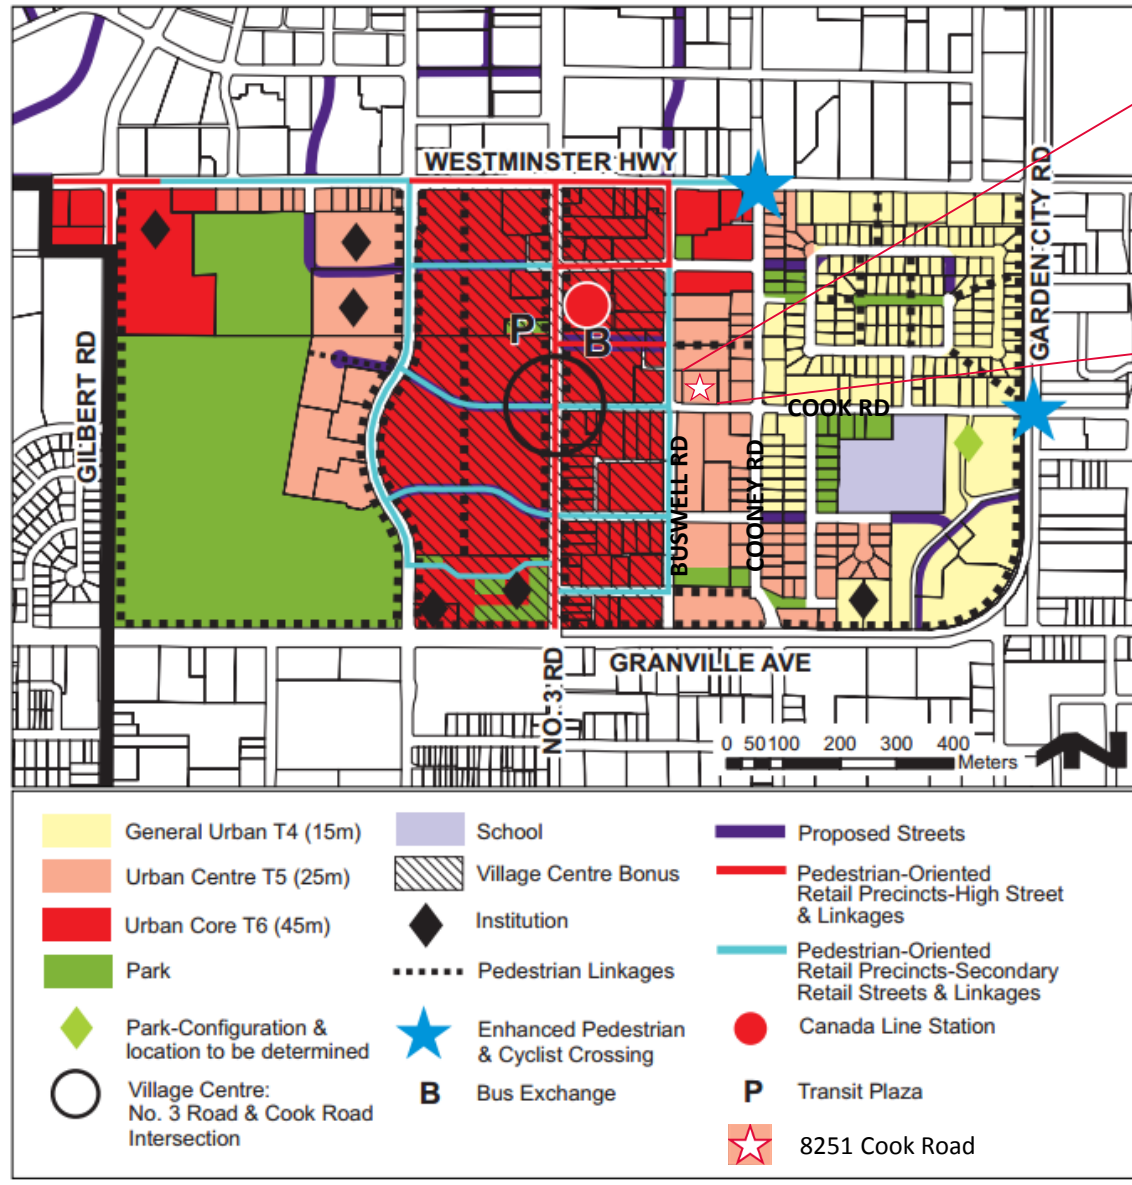 WESTMINSTER HWY
GARDEN CITY RD
GILBERT RD
P
B
COOK RD
BUSWELL RD
COONEY RD
NO. 3 RD
GRANVILLE AVE
0 50 100 200 300 400
Meters
N
General Urban T4 (15m)
Urban Centre T5 (25m)
Urban Core T6 (45m)
Park
Park-Configuration &
location to be determined
Village Centre:
No. 3 Road & Cook Road
Intersection
School
Village Centre Bonus
Institution
Pedestrian Linkages
Enhanced Pedestrian
& Cyclist Crossing
B Bus Exchange
Proposed Streets
Pedestrian-Oriented
Retail Precincts-High Street
& Linkages
Pedestrian-Oriented
Retail Precincts-Secondary
Retail Streets & Linkages
Canada Line Station
P Transit Plaza
8251 Cook Road